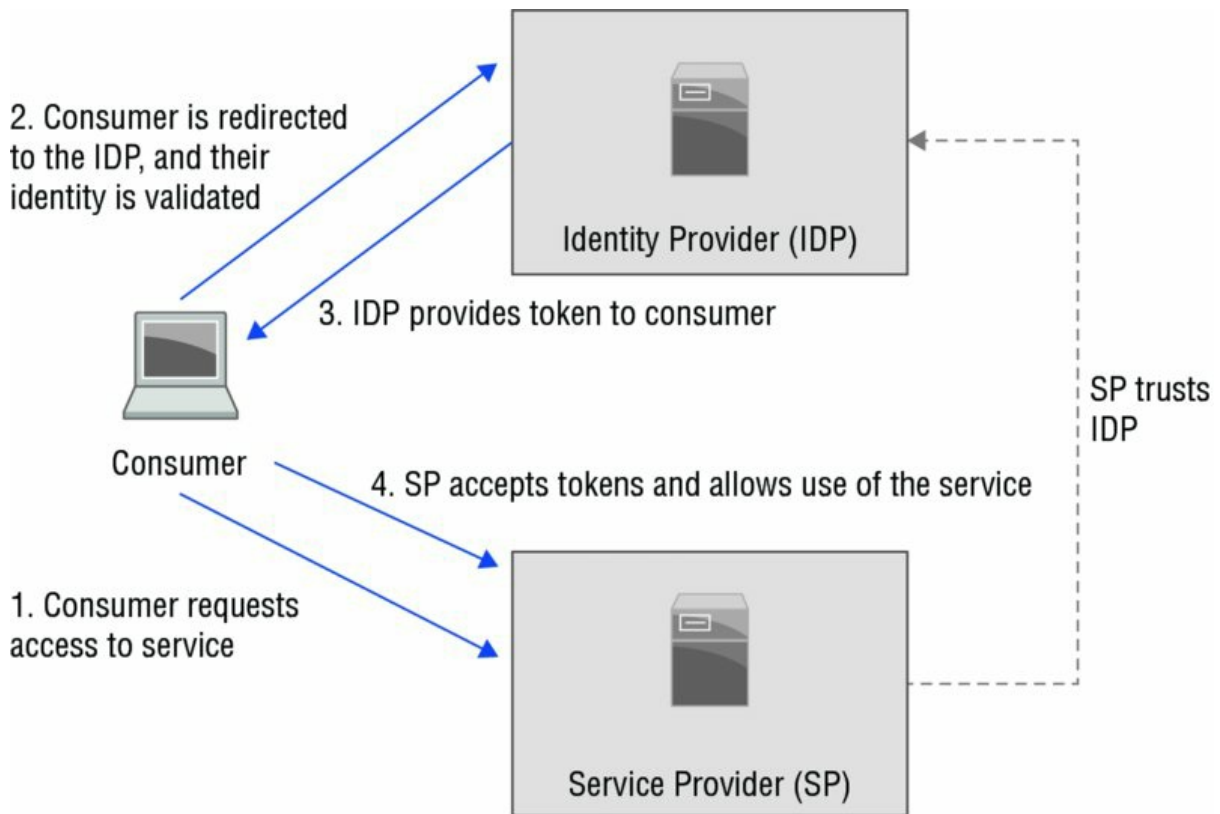 2. Consumer is redirected
to the IDP, and their
identity is validated
Identity Provider (IDP)
3. IDP provides token to consumer
SP trusts
IDP
Consumer
4. SP accepts tokens and allows use of the service
1. Consumer requests
access to service
Service Provider (SP)